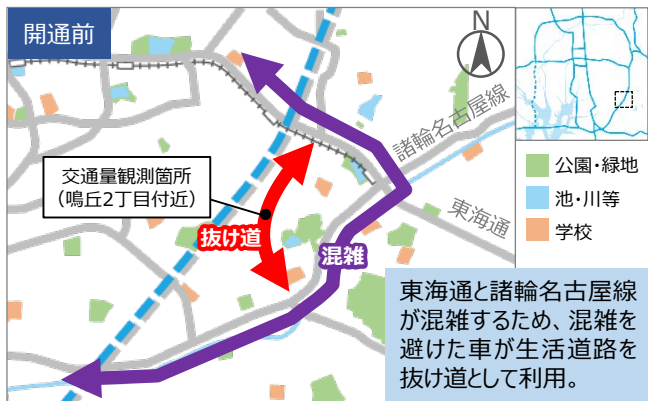 開通前
N
諸輪名古屋線
交通量観測箇所
（鳴丘2丁目付近）
抜け道
混雑
東海通
公園・緑地
池・川等
学校
東海通と諸輪名古屋線
が混雑するため、混雑を
避けた車が生活道路を
抜け道として利用。